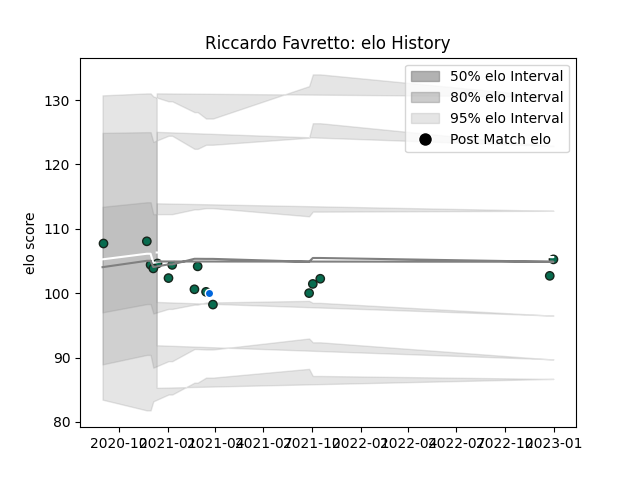 Riccardo Favretto: elo History
50% elo Interval
80% elo Interval
95% elo Interval
Post Match elo
elo score
130
120
110
100
90
80
2020-10 2021-01 2021-04 2021-07 2021-10 2022-01 2022-04 2022-07 2022-10 2023-01